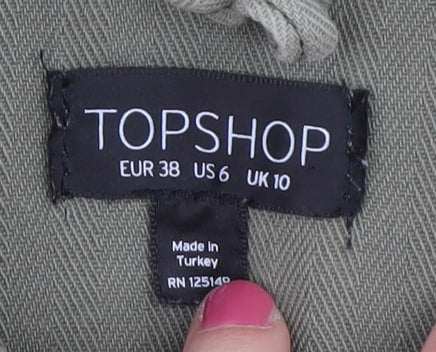 TOPSHOP
EUR 38 US 6 UK 10
Made in
Turkey
RN 125149